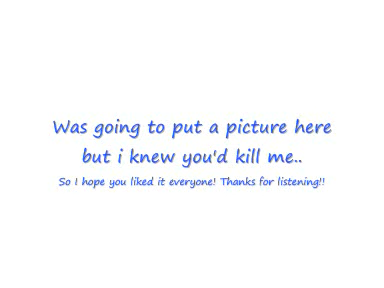 Was going to put a picture here
but i knew you'd kill me..
So I hope you liked it everyone! Thanks for listening!!